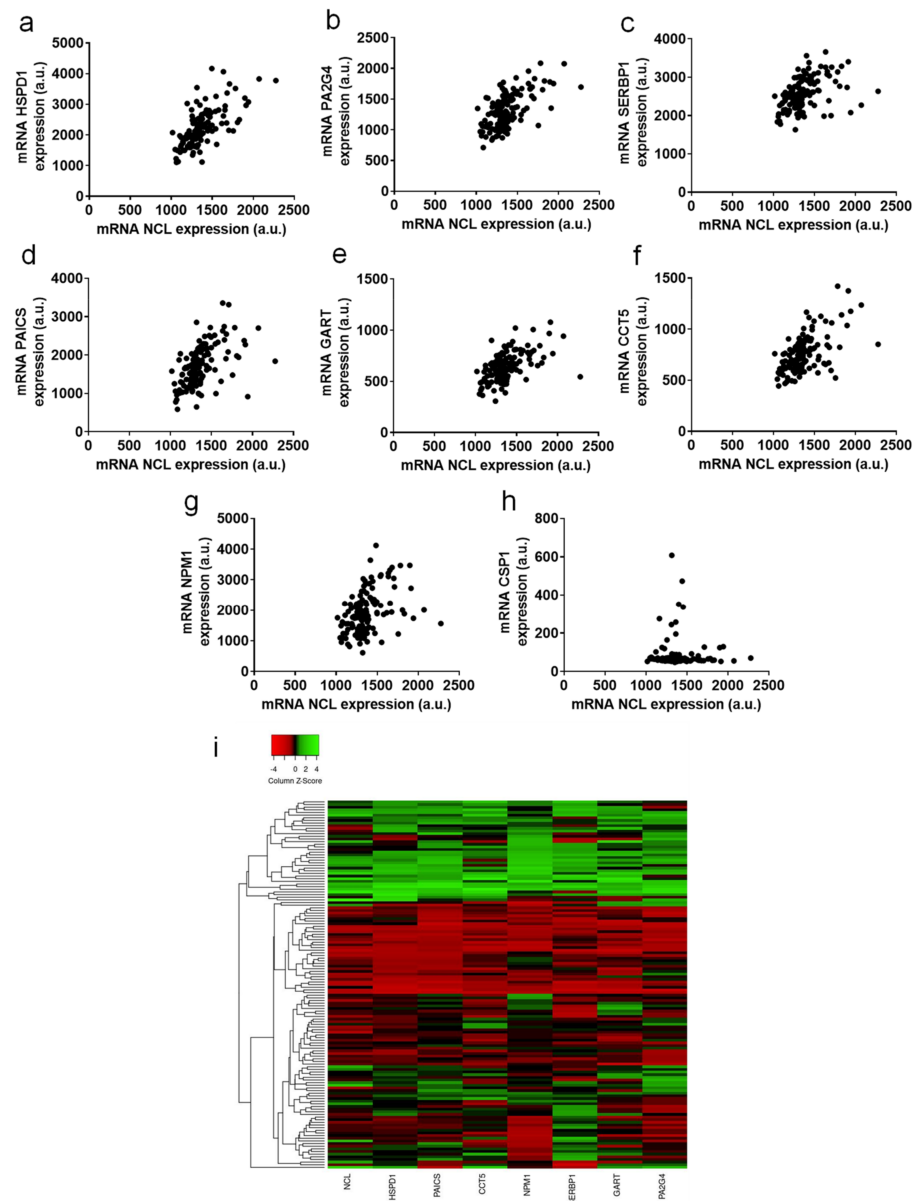 a
mRNA HSPD1
expression (a.u.)
5000
4000
3000
2000
1000
0
0 500 1000 1500 2000 2500
mRNA NCL expression (a.u.)
b
mRNA PA2G4
expression (a.u.)
2500
2000
1500
1000
500
0
0 500 1000 1500 2000 2500
mRNA NCL expression (a.u.)
c
mRNA SERBP1
expression (a.u.)
4000
3000
2000
1000
0
0 500 1000 1500 2000 2500
mRNA NCL expression (a.u.)
d
mRNA PAICS
expression (a.u.)
4000
3000
2000
1000
0
0 500 1000 1500 2000 2500
mRNA NCL expression (a.u.)
e
mRNA GART
expression (a.u.)
1500
1000
500
0
0 500 1000 1500 2000 2500
mRNA NCL expression (a.u.)
f
mRNA CCT5
expression (a.u.)
1500
1000
500
0
0 500 1000 1500 2000 2500
mRNA NCL expression (a.u.)
g
mRNA NPM1
expression (a.u.)
5000
4000
3000
2000
1000
0
0 500 1000 1500 2000 2500
mRNA NCL expression (a.u.)
h
mRNA CSP1
expression (a.u.)
800
600
400
200
0
0 500 1000 1500 2000 2500
mRNA NCL expression (a.u.)
i
-4 0 2 4
Column Z-Score
NCL
HSPD1
PAICS
CCT5
NPM1
ERBP1
GART
PA2G4